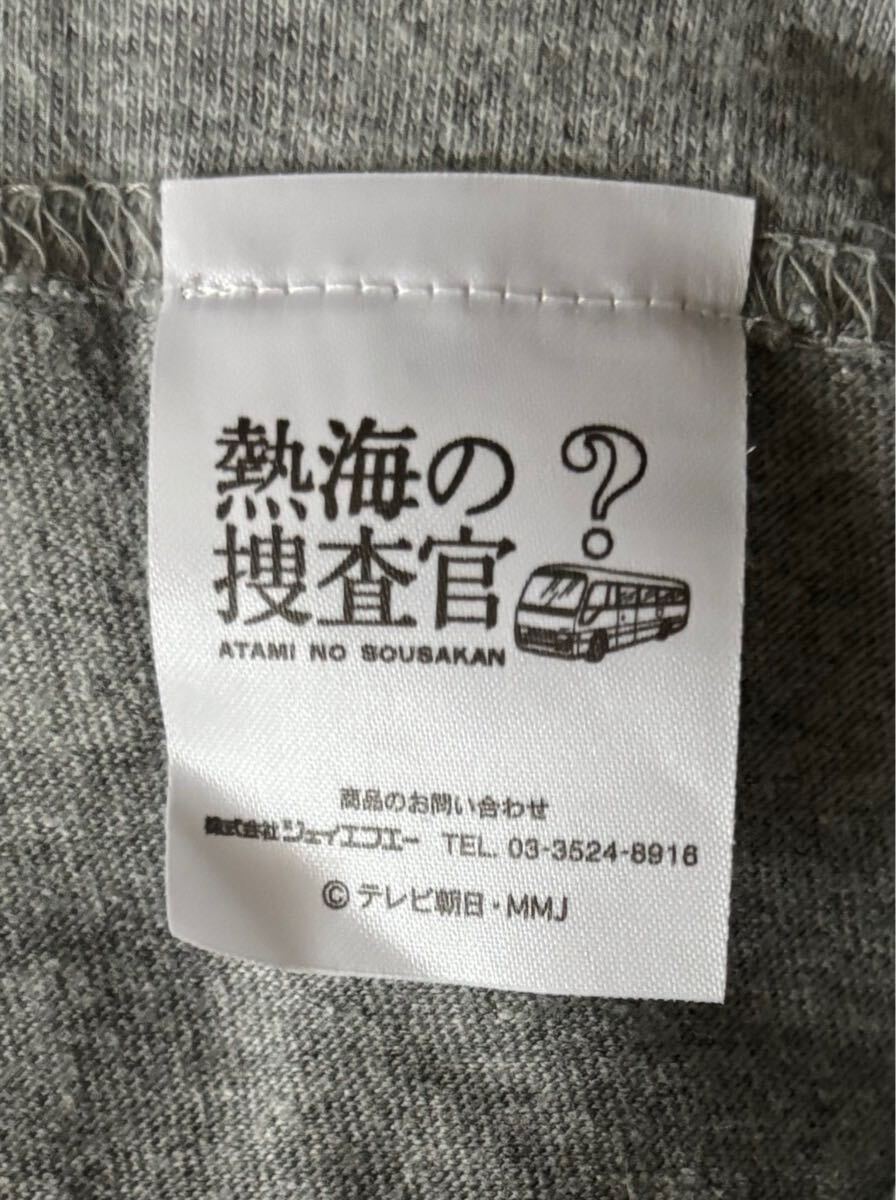 熱海の
捜査官
?
ATAMI NO SOUSAKAN
商品のお問い合わせ
株式会社ジェイエフエー TEL. 03-3524-8916
©テレビ朝日・MMJ